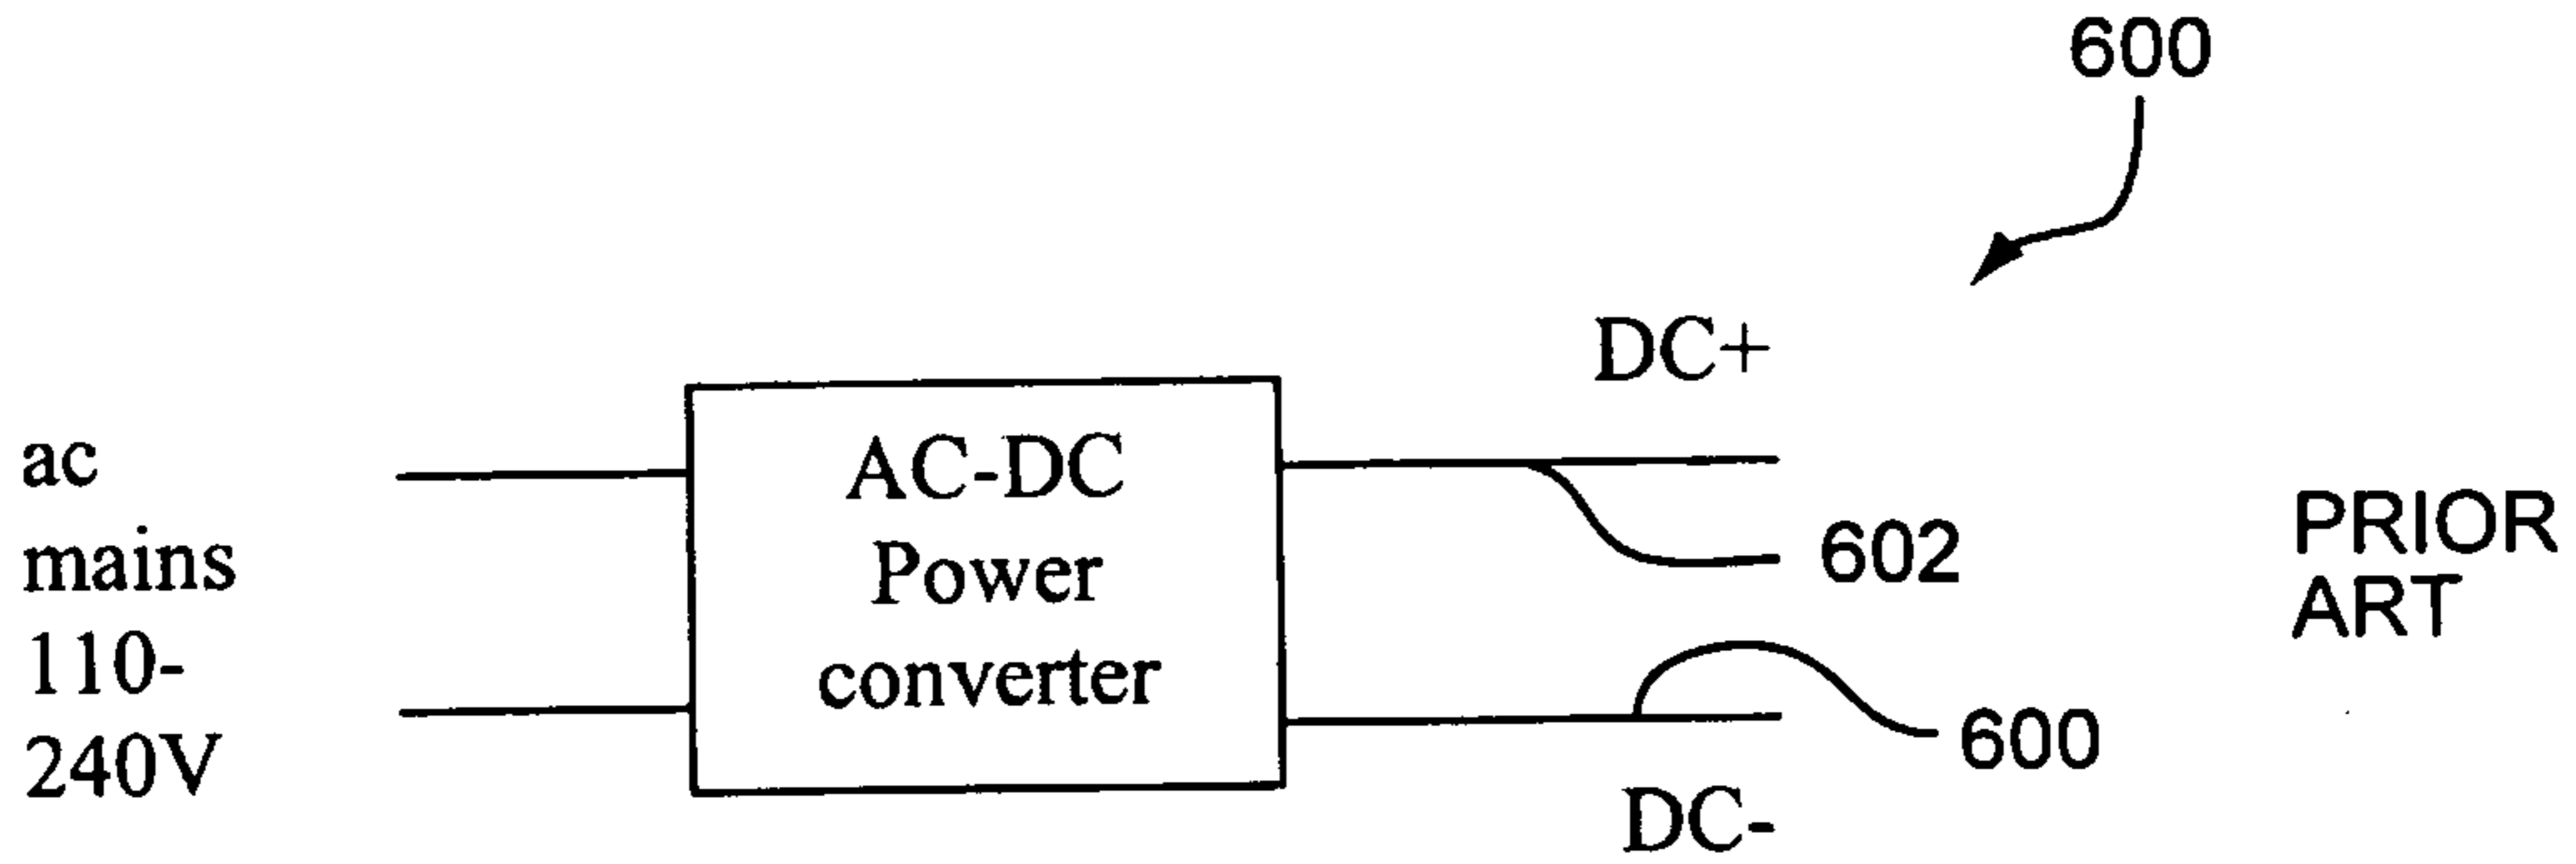 600
DC+
ac
mains
110-
240V
AC-DC
Power
converter
602
600
DC-
PRIOR
ART